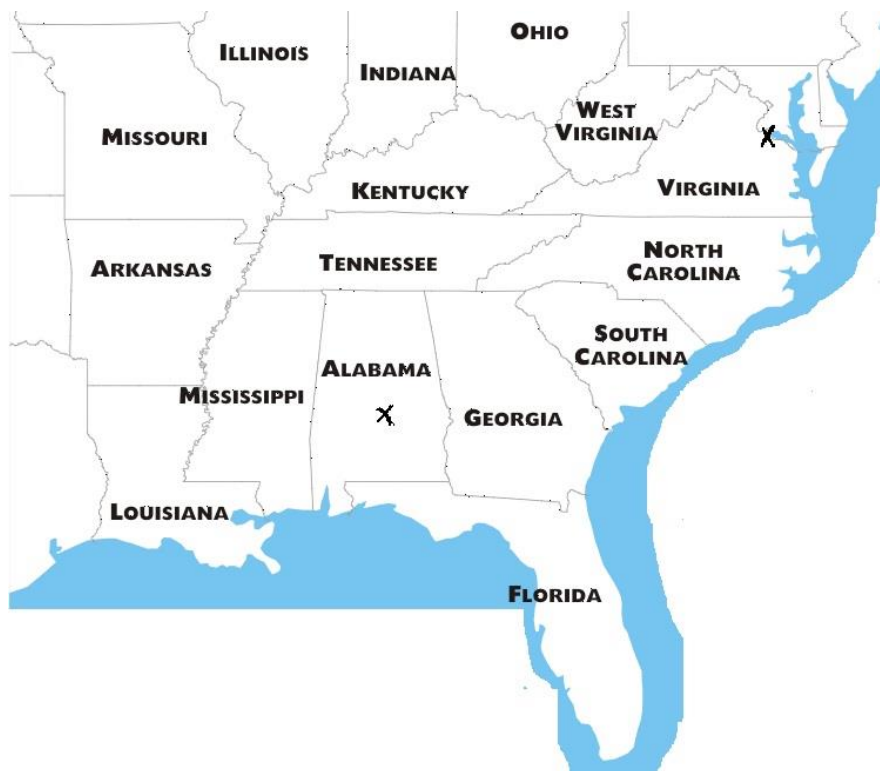 OHIO
ILLINOIS
INDIANA
WEST
VIRGINIA
MISSOURI
KENTUCKY
VIRGINIA
NORTH
CAROLINA
TENNESSEE
ARKANSAS
SOUTH
CAROLINA
ALABAMA
MISSISSIPPI
X
GEORGIA
LOUISIANA
FLORIDA
X